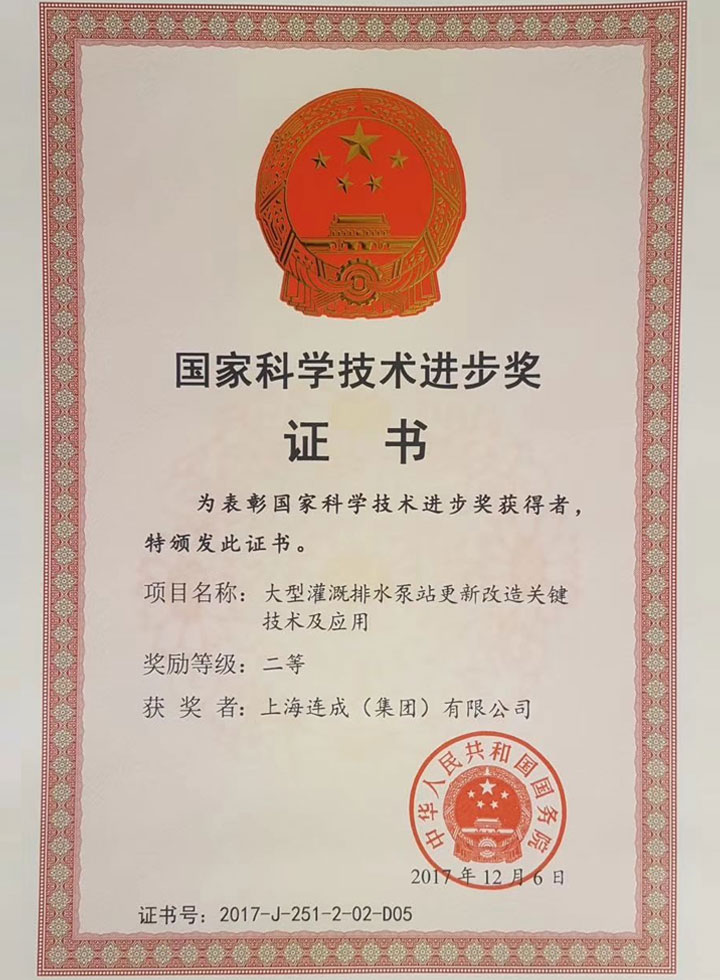 国家科学技术进步奖
证 书
为表彰国家科学技术进步奖获得者，
特颁发此证书。
项目名称：大型灌溉排水泵站更新改造关键
技术及应用
奖励等级：二等
获 奖 者：上海连成（集团）有限公司
中华人民共和国国务院
2017年12月6日
证书号：2017-J-251-2-02-D05